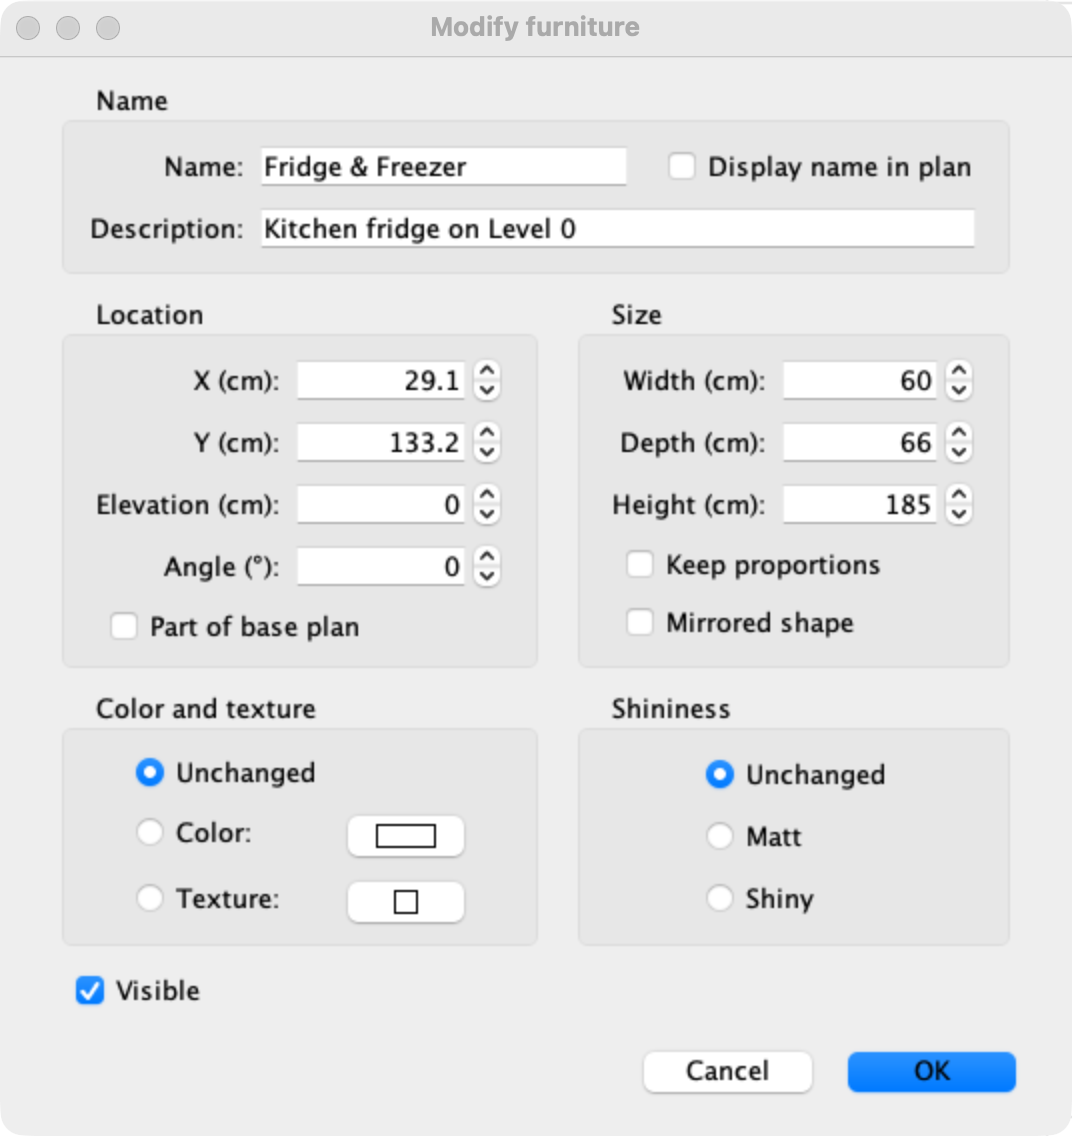 Modify furniture
Name
Name: Fridge & Freezer Display name in plan
Description: Kitchen fridge on Level 0
Location
X (cm): 29.1
Y (cm): 133.2
Elevation (cm): 0
Angle (°): 0
Part of base plan
Size
Width (cm): 60
Depth (cm): 66
Height (cm): 185
Keep proportions
Mirrored shape
Color and texture
Unchanged
Color:
Texture:
Shininess
Unchanged
Matt
Shiny
Visible
Cancel OK